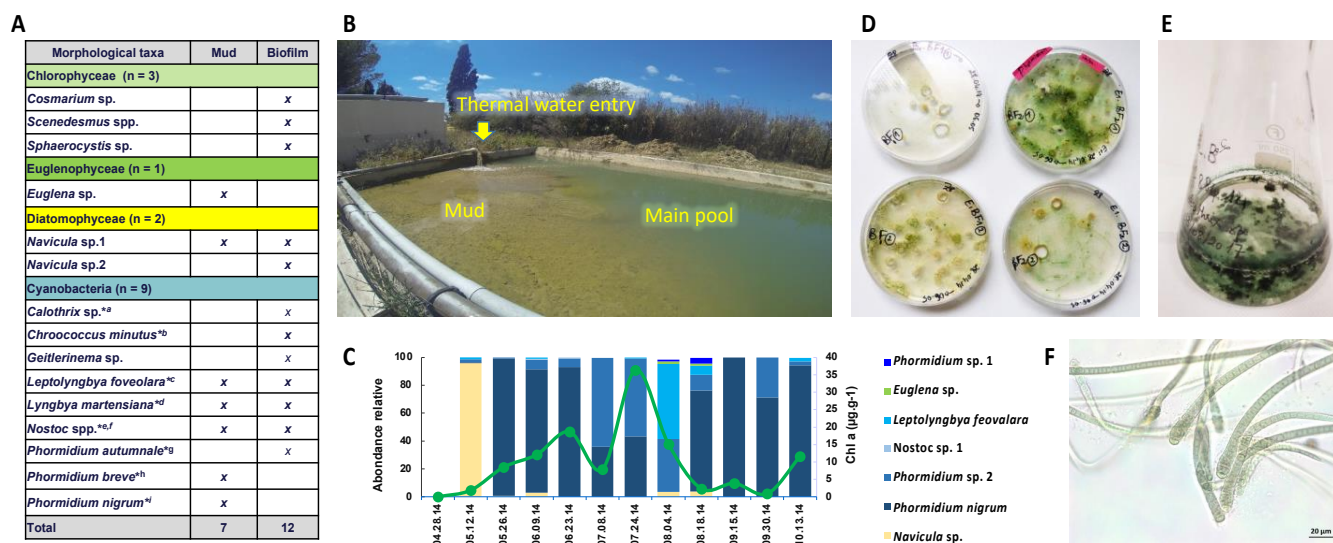 A
Morphological taxa Mud Biofilm
Chlorophyceae (n = 3)
Cosmarium sp. x
Scenedesmus spp. x
Sphaerocystis sp. x
Euglenophyceae (n = 1)
Euglena sp. x
Diatomophyceae (n = 2)
Navicula sp.1 x x
Navicula sp.2 x
Cyanobacteria (n = 9)
Calothrix sp.*a x
Chroococcus minutus*b x
Geitlerinema sp. x
Leptolyngbya foveolara*c x x
Lyngbya martensiana*d x x
Nostoc spp.*e,f x x
Phormidium autumnale*g x
Phormidium breve*h x
Phormidium nigrum*i x
Total 7 12
B
Thermal water entry
Mud
Main pool
C
Abondance relative
100
80
60
40
20
0
40
35
30
25
20
15
10
5
0
Chl a (µg.g-1)
04.28.14
05.12.14
05.26.14
06.09.14
06.23.14
07.08.14
07.24.14
08.04.14
08.18.14
09.15.14
09.30.14
10.13.14
Phormidium sp. 1
Euglena sp.
Leptolyngbya feovalara
Nostoc sp. 1
Phormidium sp. 2
Phormidium nigrum
Navicula sp.
D
BF1
BF2
E
F
20 µm